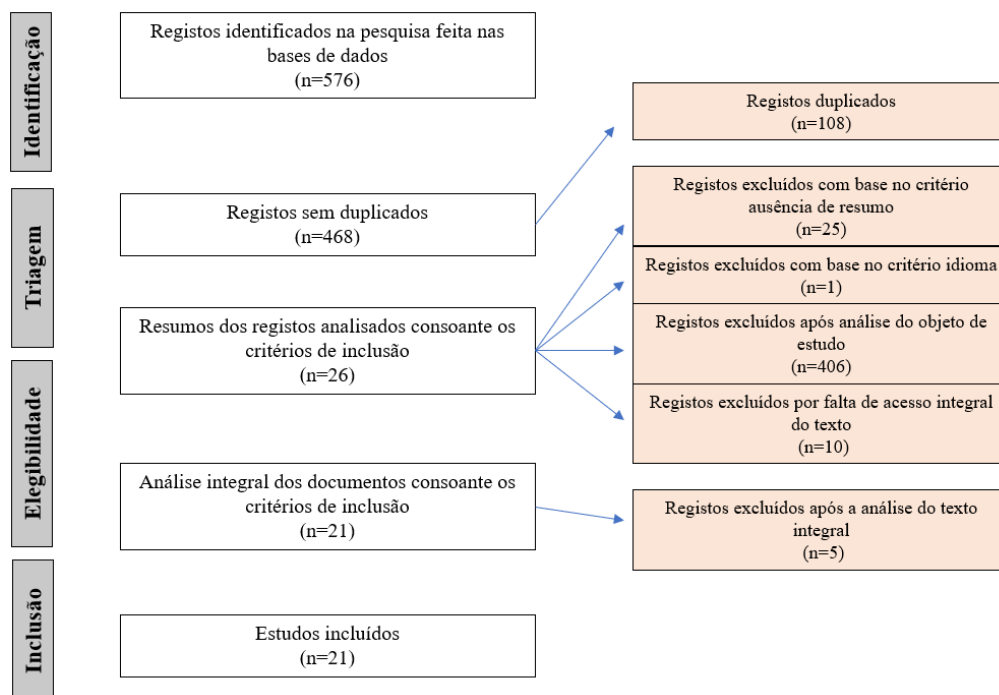 Identificação
Registos identificados na pesquisa feita nas
bases de dados
(n=576)
Registos duplicados
(n=108)
Triagem
Registos sem duplicados
(n=468)
Registos excluídos com base no critério
ausência de resumo
(n=25)
Registos excluídos com base no critério idioma
(n=1)
Resumos dos registos analisados consoante os
critérios de inclusão
(n=26)
Registos excluídos após análise do objeto de
estudo
(n=406)
Registos excluídos por falta de acesso integral
do texto
(n=10)
Elegibilidade
Análise integral dos documentos consoante os
critérios de inclusão
(n=21)
Registos excluídos após a análise do texto
integral
(n=5)
Inclusão
Estudos incluídos
(n=21)